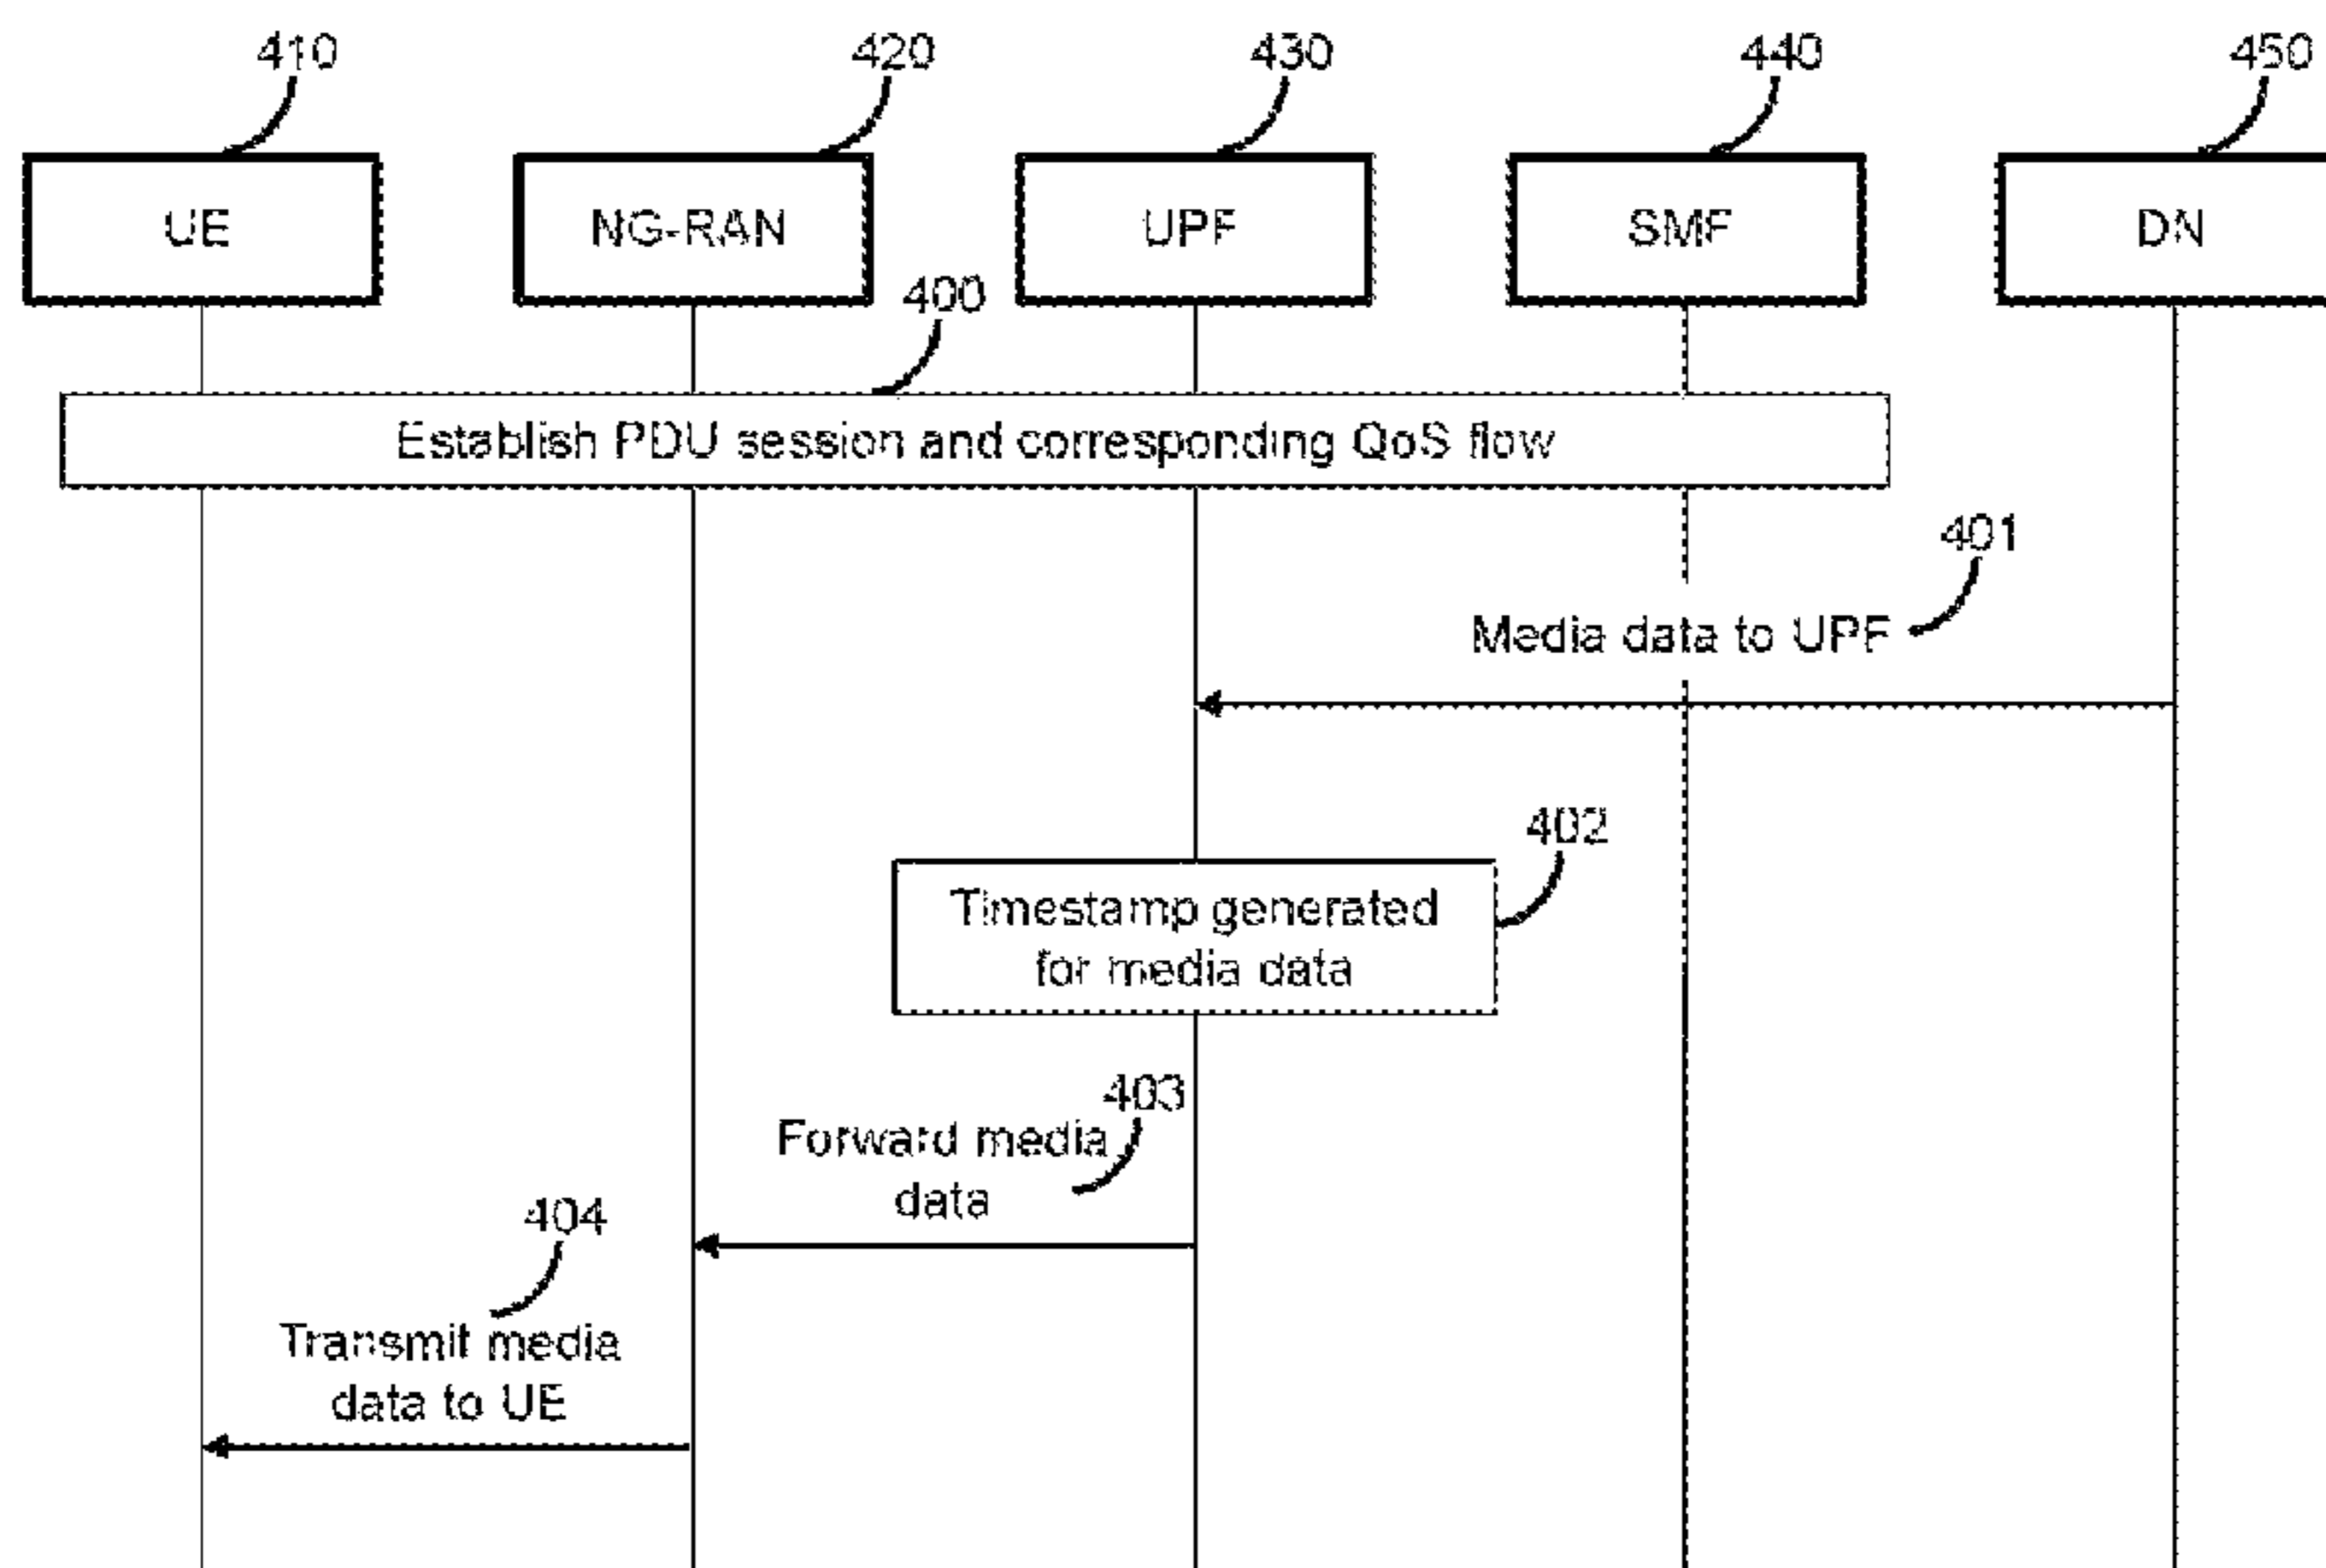 410 420 430 440 450
UE NG-RAN UPF SMF DN
400
Establish PDU session and corresponding QoS flow
401
Media data to UPF
402
Timestamp generated
for media data
403
Forward media
data
404
Transmit media
data to UE